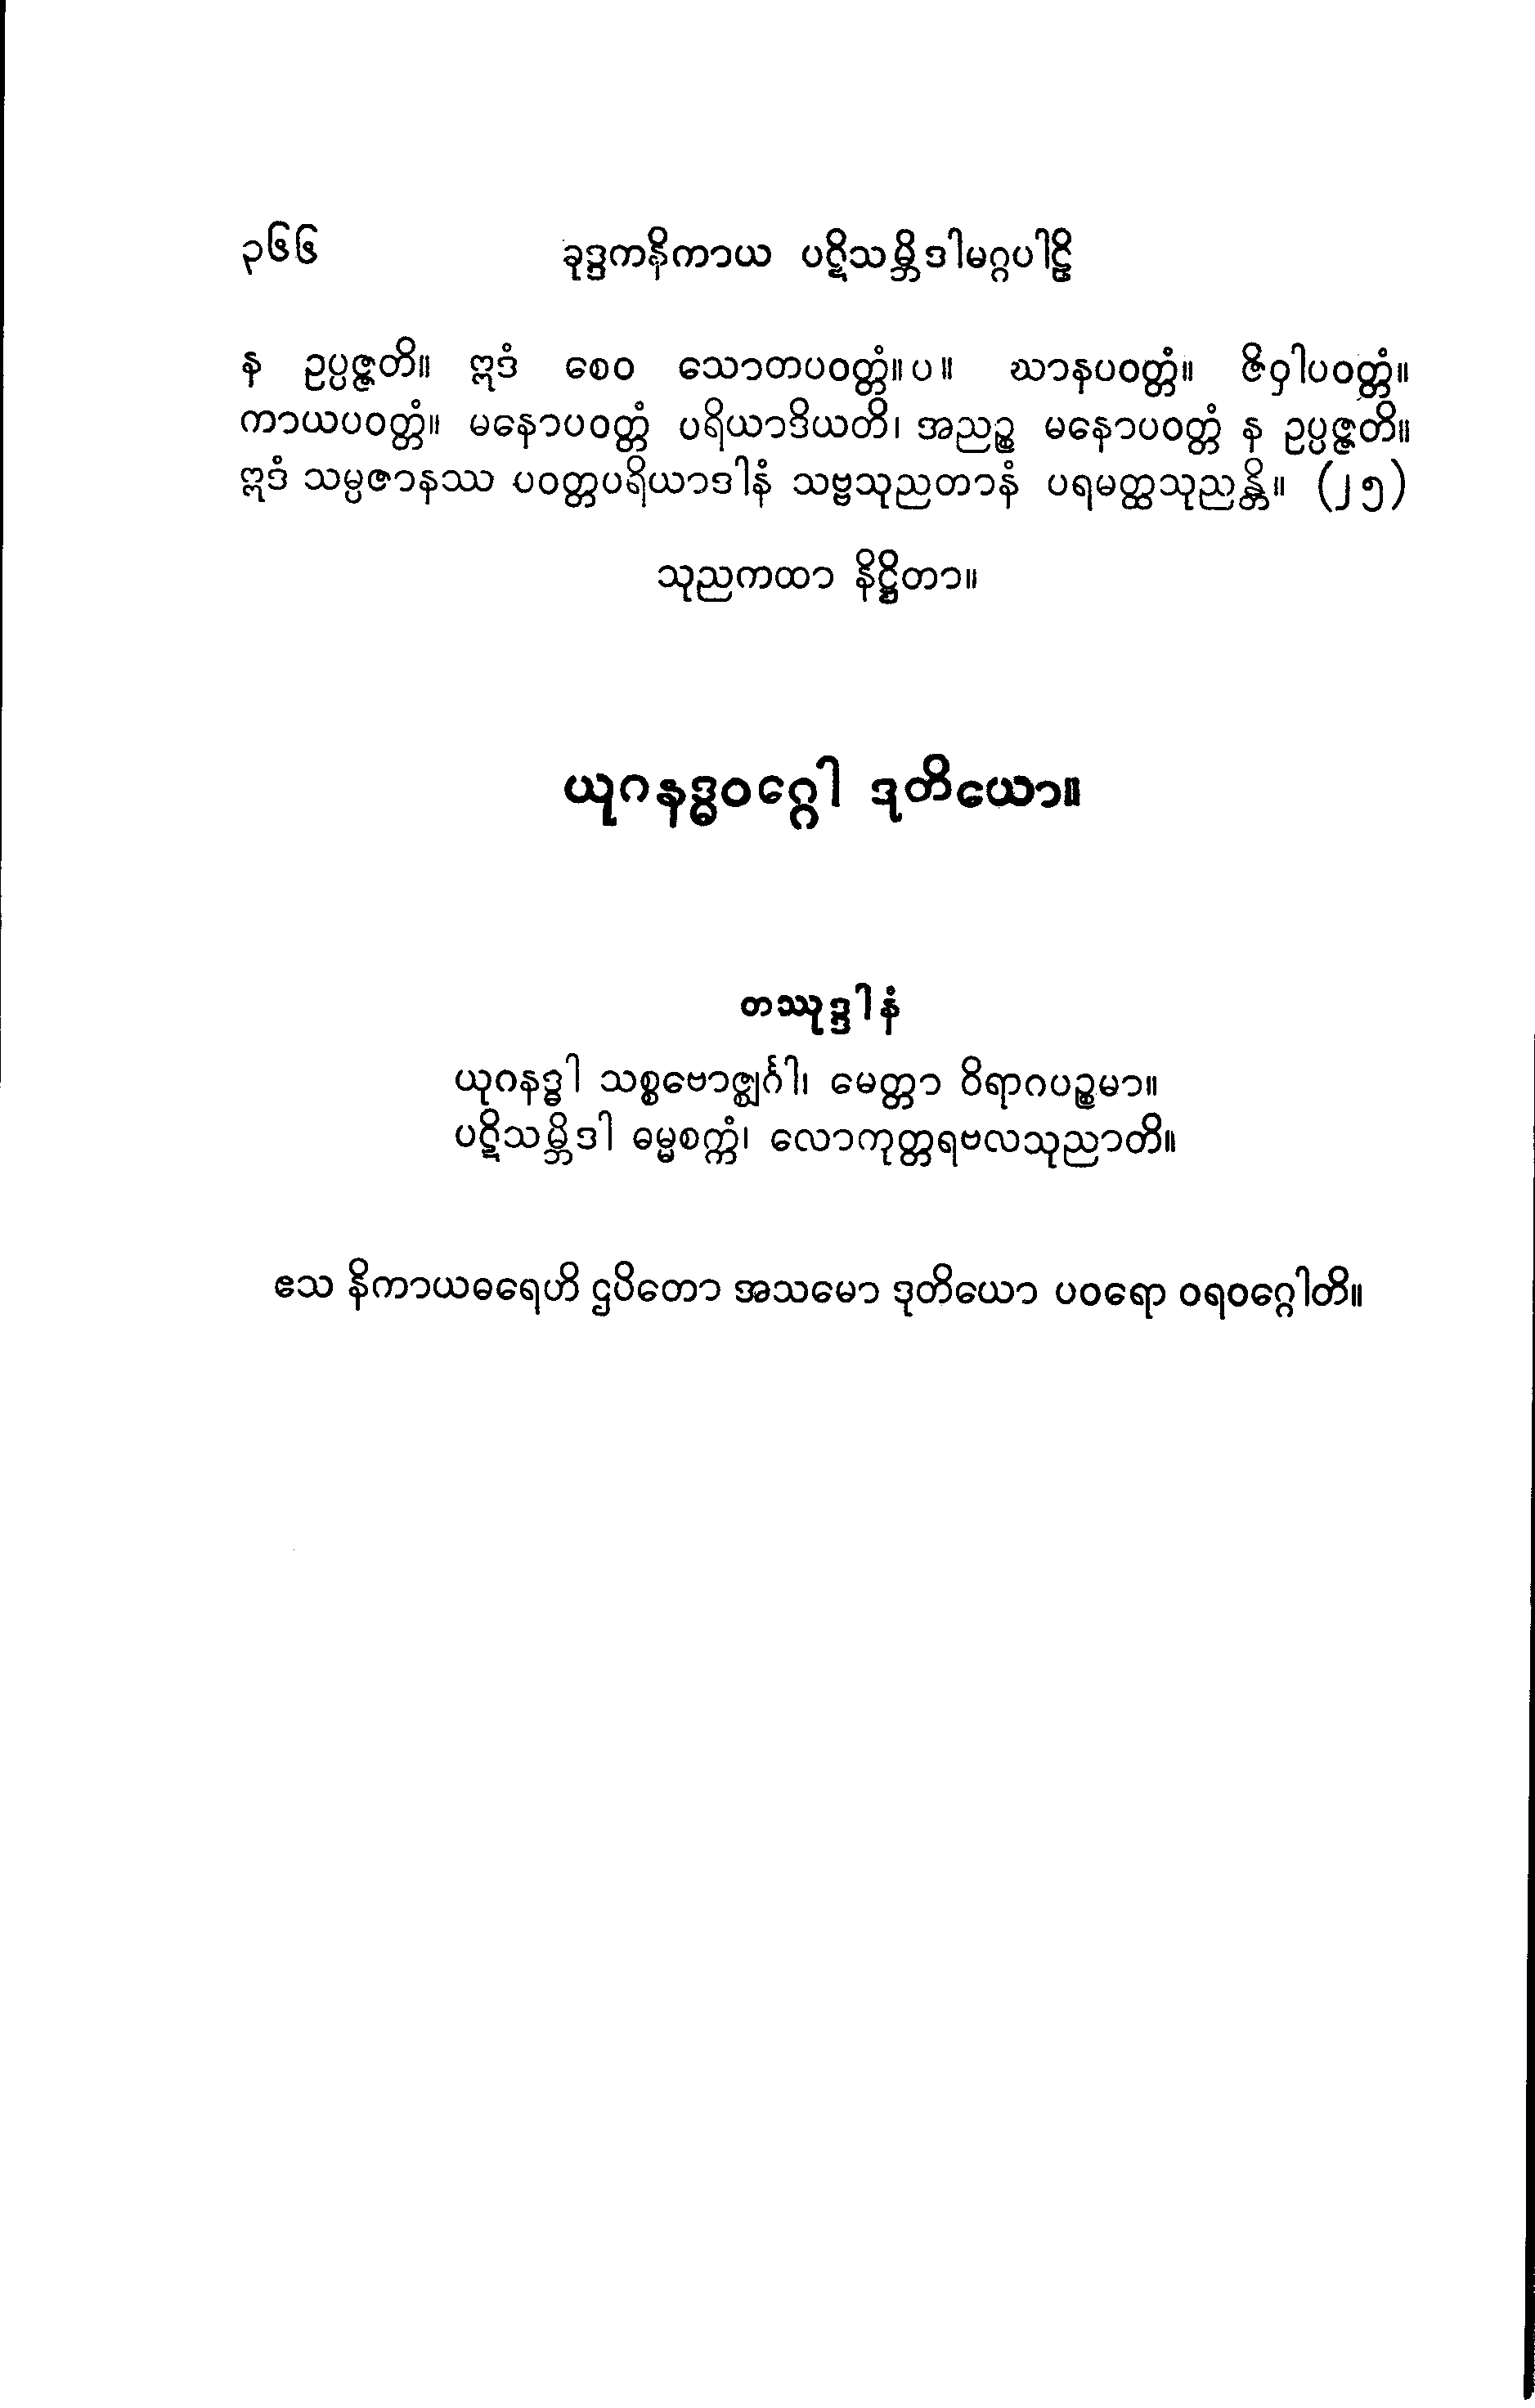 ၃၆၆ ခုဒ္ဒကနိကာယ ပဋိသမ္ဘိဒါမဂ္ဂပါဠိ
န ဥပ္ပဇ္ဇတိ။ ဣဒံ စေဝ သောတပဝတ္တံ။ပ။ ဃာနပဝတ္တံ။ ဇိဝှါပဝတ္တံ။
ကာယပဝတ္တံ။ မနောပဝတ္တံ ပရိယာဒိယတိ၊ အညဉ္စ မနောပဝတ္တံ န ဥပ္ပဇ္ဇတိ။
ဣဒံ သမ္ပဇာနဿ ပဝတ္တပရိယာဒါနံ သဗ္ဗသုညတာနံ ပရမတ္ထသုညန္တိ။ (၂၅)
သုညကထာ နိဋ္ဌိတာ။
ယုဂနဒ္ဓဝဂ္ဂေါ ဒုတိယော။
တဿုဒ္ဒါနံ
ယုဂနဒ္ဓါ သစ္စဗောဇ္ဈင်္ဂါ၊ မေတ္တာ ဝိရာဂပဉ္စမာ။
ပဋိသမ္ဘိဒါ ဓမ္မစက္ကံ၊ လောကုတ္တရဗလသုညာတိ။
ဧသ နိကာယဓရေဟိ ဌပိတော အသမော ဒုတိယော ပဝရော ဝရဝဂ္ဂေါတိ။